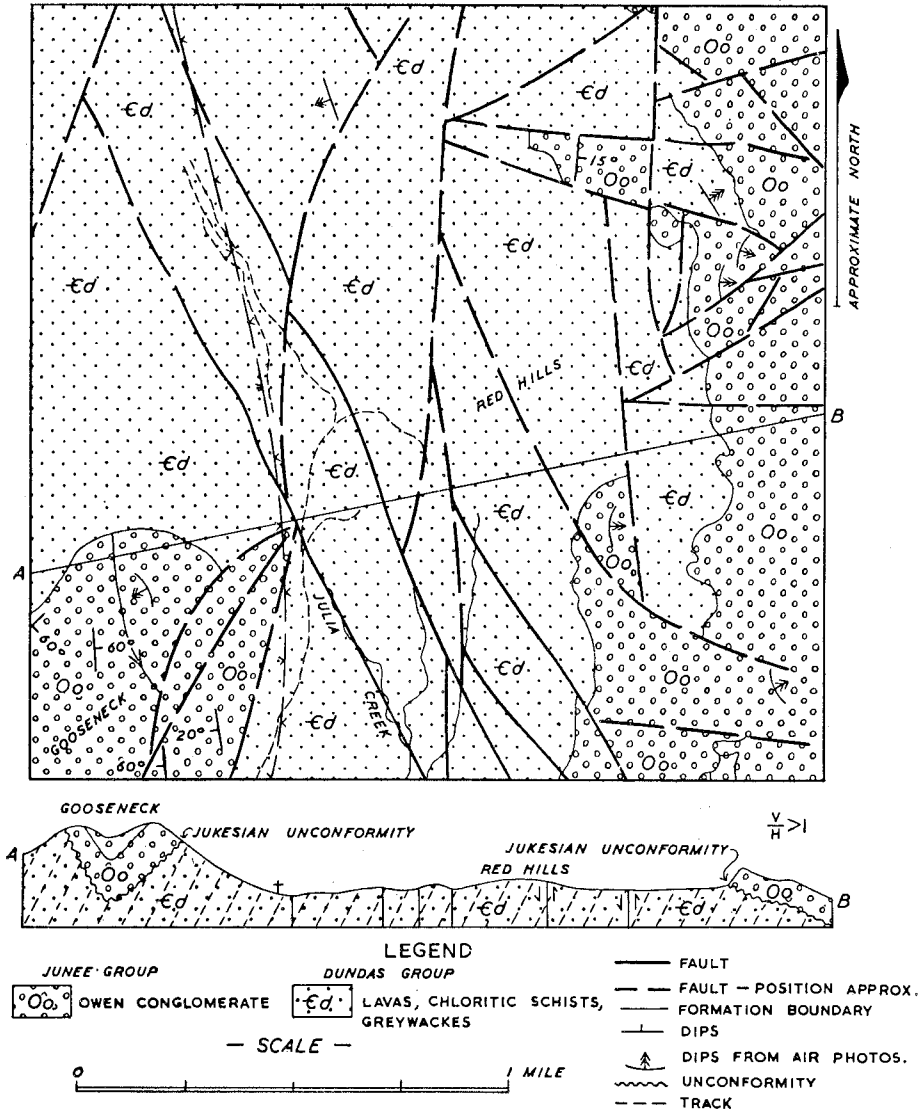 Oo
Єd
Єd
Єd
Oo
15°
Oo
Єd
Oo
APPROXIMATE NORTH
Єd
Єd
Єd
Oo
RED HILLS
Єd
B
Єd
Єd
Єd
Єd
Oo
A
Oo
JULIA
CREEK
60°
60°
Oo
Oo
Єd
Єd
Oo
GOOSENECK
20°
60°
Oo
GOOSENECK
JUKESIAN UNCONFORMITY
V/H >1
JUKESIAN UNCONFORMITY
RED HILLS
A
Oo
Єd
Єd
Єd
Oo
B
LEGEND
JUNEE GROUP
DUNDAS GROUP
Oo OWEN CONGLOMERATE
Єd LAVAS, CHLORITIC SCHISTS,
GREYWACKES
FAULT
FAULT – POSITION APPROX.
FORMATION BOUNDARY
DIPS
DIPS FROM AIR PHOTOS.
UNCONFORMITY
TRACK
– SCALE –
0
1 MILE